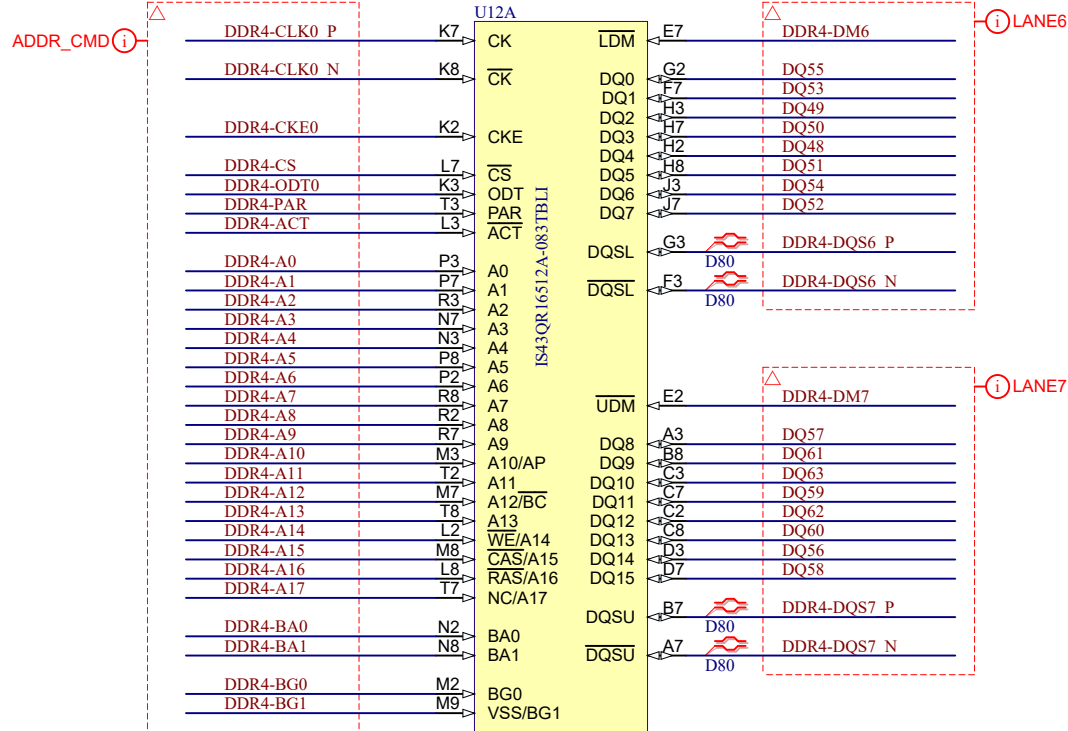 U12A
ADDR_CMD i
DDR4-CLK0_P K7 CK
DDR4-CLK0_N K8 CK
DDR4-CKE0 K2 CKE
DDR4-CS L7 CS
DDR4-ODT0 K3 ODT
DDR4-PAR T3 PAR
DDR4-ACT L3 ACT
DDR4-A0 P3 A0
DDR4-A1 P7 A1
DDR4-A2 R3 A2
DDR4-A3 N7 A3
DDR4-A4 N3 A4
DDR4-A5 P8 A5
DDR4-A6 P2 A6
DDR4-A7 R8 A7
DDR4-A8 R2 A8
DDR4-A9 R7 A9
DDR4-A10 M3 A10/AP
DDR4-A11 T2 A11
DDR4-A12 M7 A12/BC
DDR4-A13 T8 A13
DDR4-A14 L2 WE/A14
DDR4-A15 M8 CAS/A15
DDR4-A16 L8 RAS/A16
DDR4-A17 T7 NC/A17
DDR4-BA0 N2 BA0
DDR4-BA1 N8 BA1
DDR4-BG0 M2 BG0
DDR4-BG1 M9 VSS/BG1
IS43QR16512A-083TBLI
i LANE6
LDM E7 DDR4-DM6
DQ0 G2 DQ55
DQ1 F7 DQ53
DQ2 H3 DQ49
DQ3 H7 DQ50
DQ4 H2 DQ48
DQ5 H8 DQ51
DQ6 J3 DQ54
DQ7 J7 DQ52
DQSL G3 DDR4-DQS6_P
D80
DQSL F3 DDR4-DQS6_N
D80
i LANE7
UDM E2 DDR4-DM7
DQ8 A3 DQ57
DQ9 B8 DQ61
DQ10 C3 DQ63
DQ11 C7 DQ59
DQ12 C2 DQ62
DQ13 C8 DQ60
DQ14 D3 DQ56
DQ15 D7 DQ58
DQSU B7 DDR4-DQS7_P
D80
DQSU A7 DDR4-DQS7_N
D80